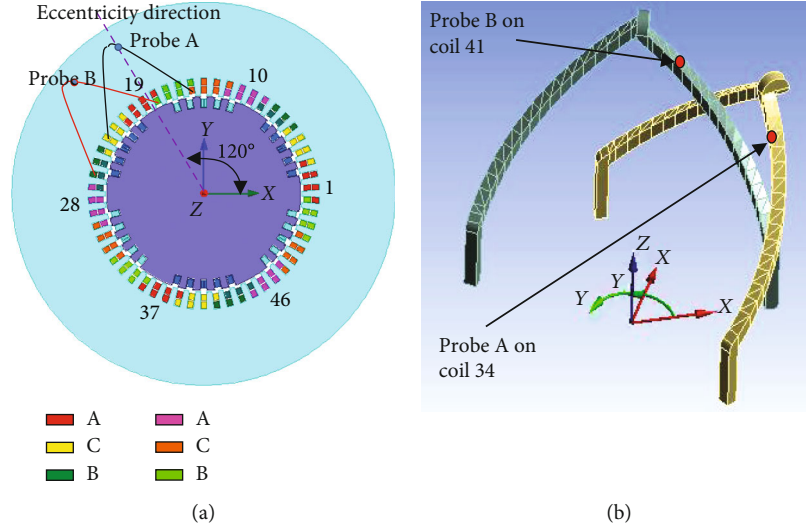 Eccentricity direction
Probe A
Probe B
19
10
Y
120°
1
28
Z
X
37
46
A
A
C
C
B
B
(a)
Probe B on
coil 41
Z
X
Y
Y
X
Probe A on
coil 34
(b)